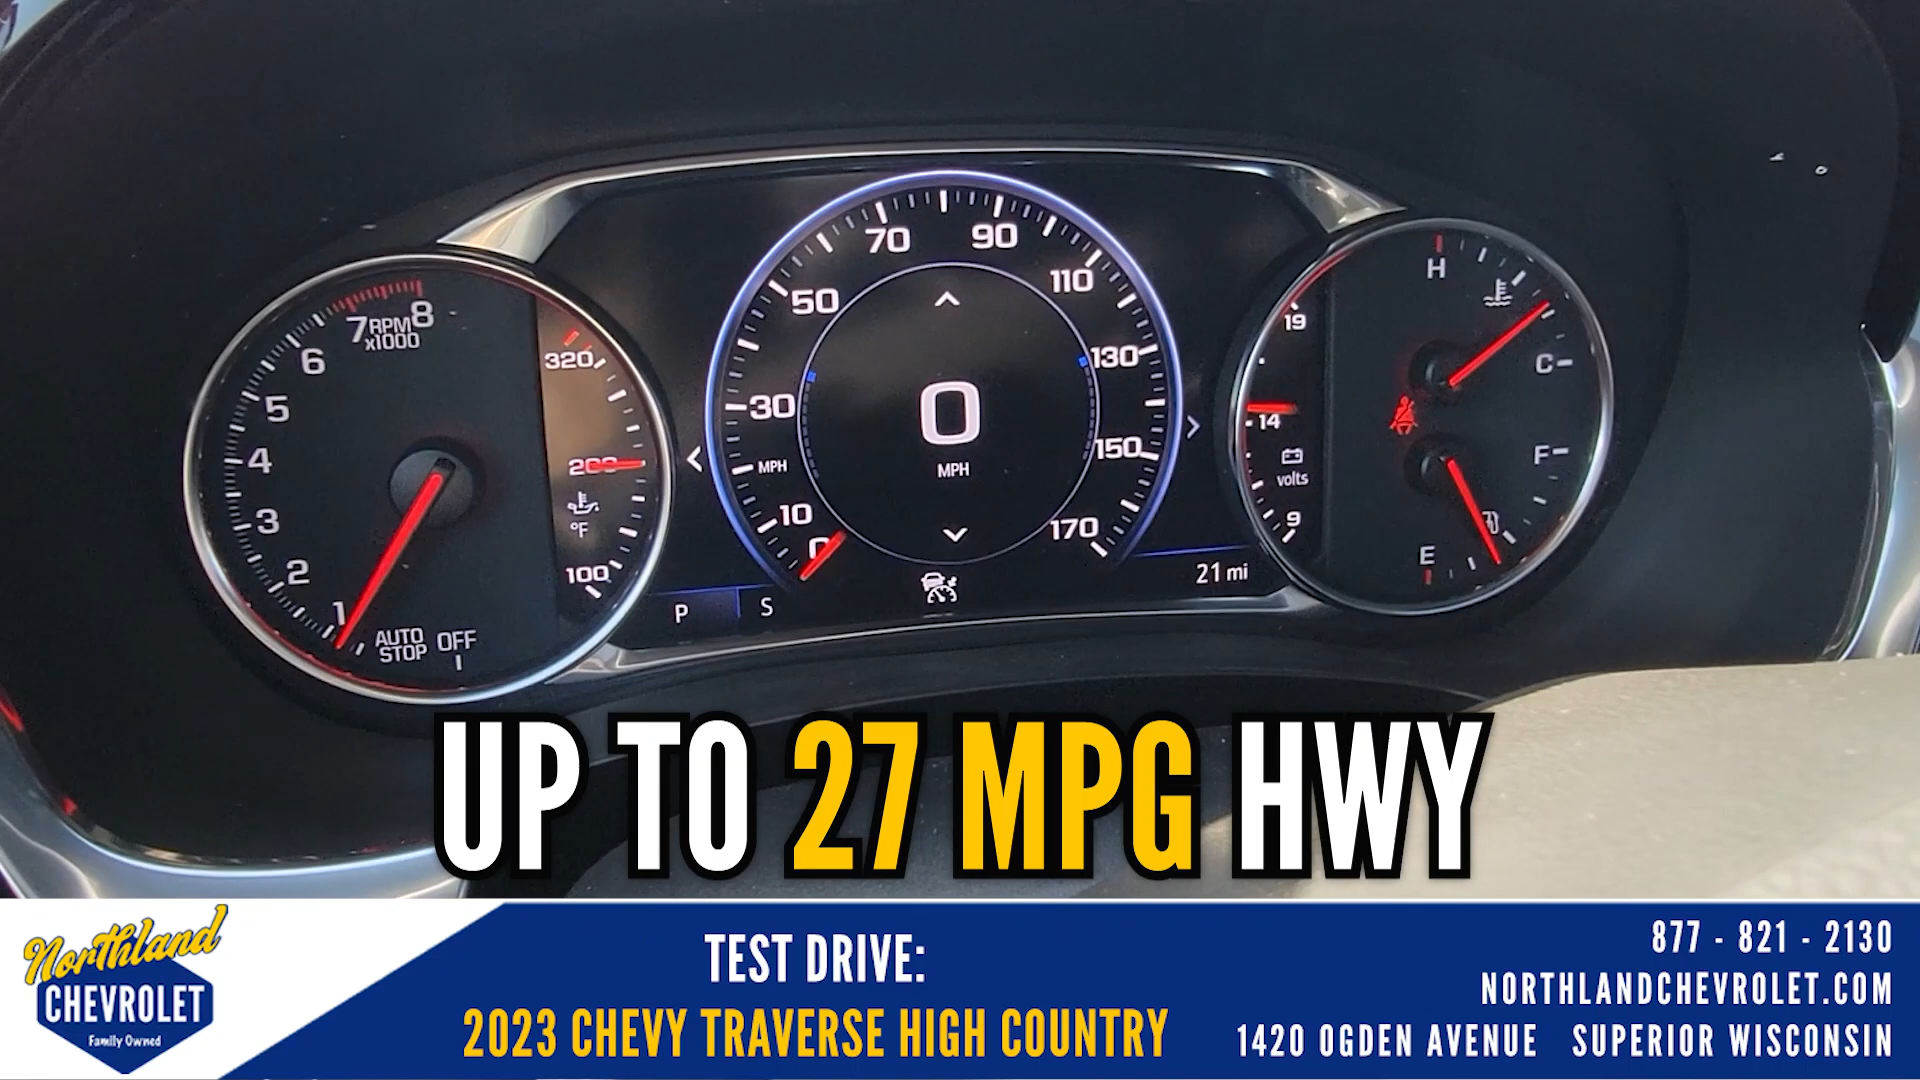 70 90
50 110
30 130
MPH 150
10 170
0
0
MPH
7 RPM 8
x1000
6
5
4
3
2
1
AUTO
STOP OFF
320
200
°F
100
P S
21 mi
19
14
volts
9
H
C
F
E
UP TO 27 MPG HWY
Northland
CHEVROLET
Family Owned
TEST DRIVE:
2023 CHEVY TRAVERSE HIGH COUNTRY
877 - 821 - 2130
NORTHLANDCHEVROLET.COM
1420 OGDEN AVENUE SUPERIOR WISCONSIN